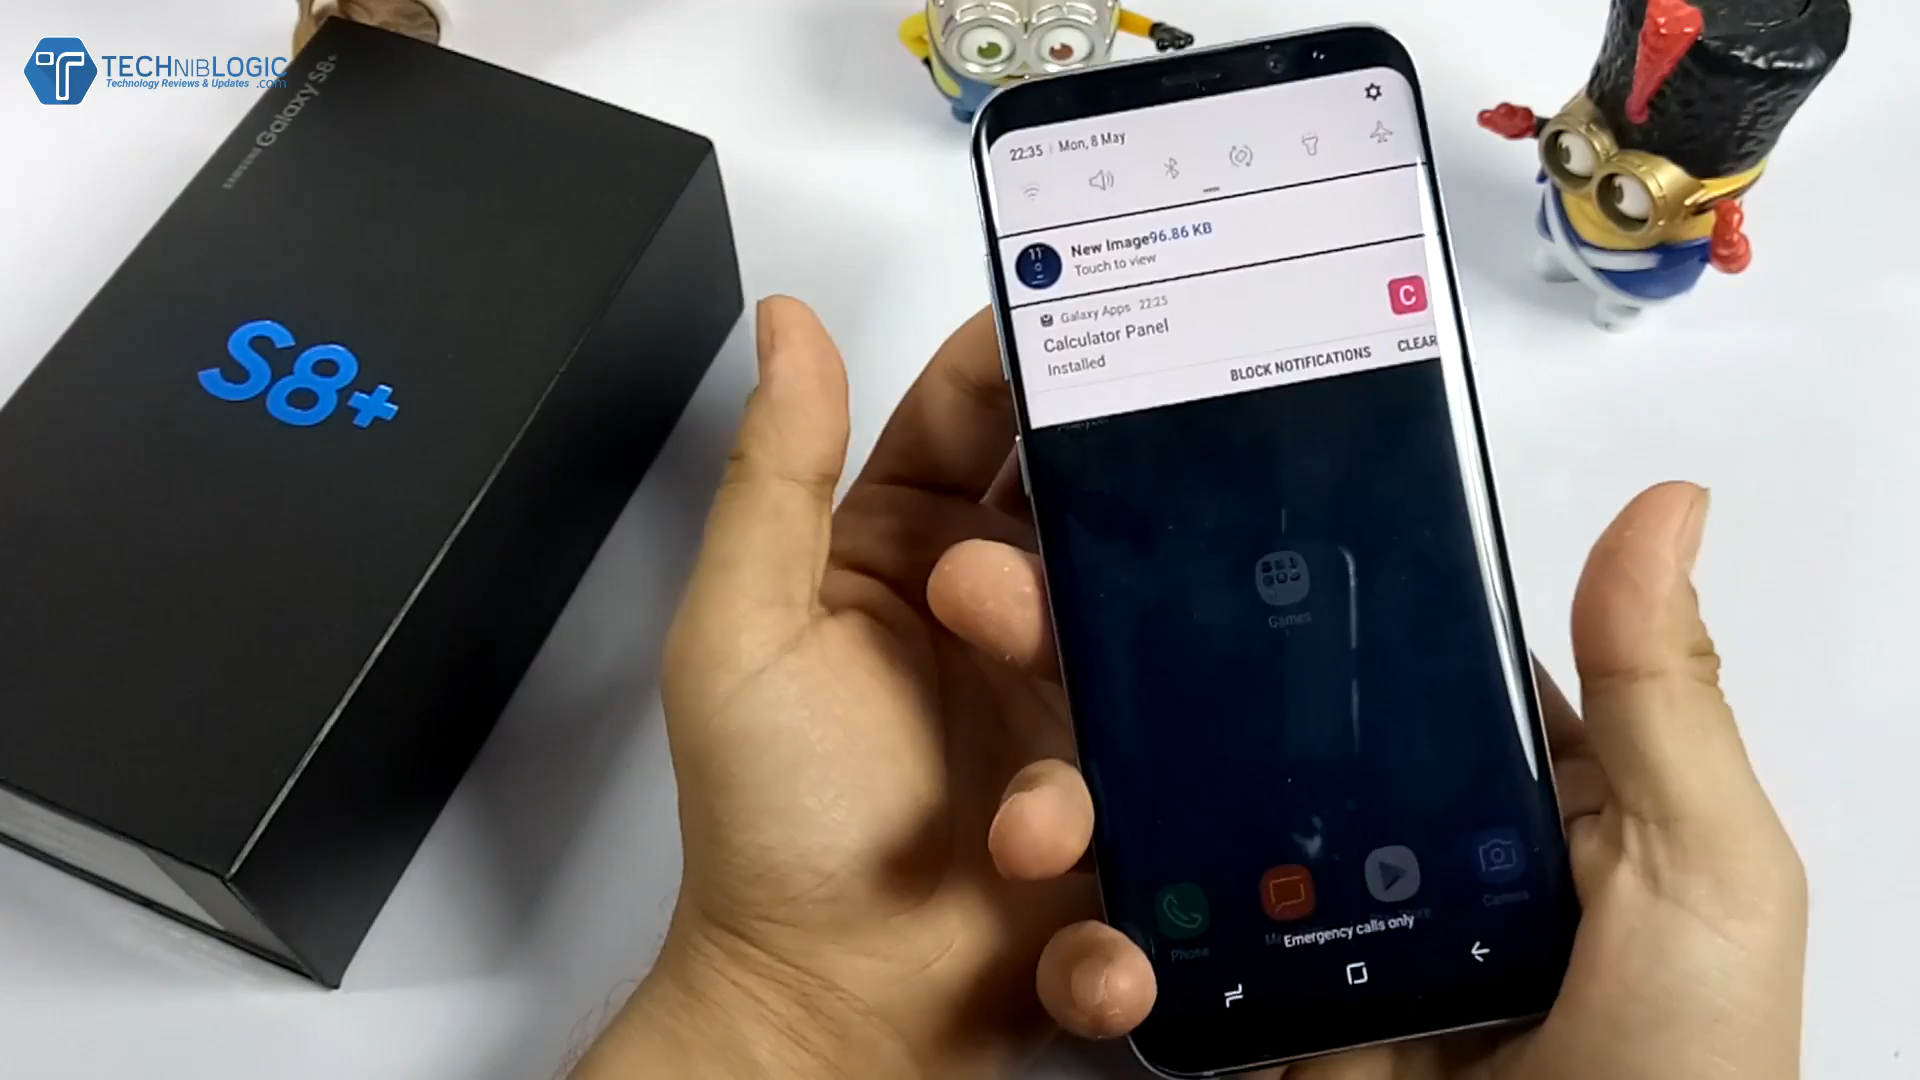 TECHNIBLOGIC
Technology Reviews & Updates .com
SAMSUNG Galaxy S8+
S8+
22:35 | Mon, 8 May
New Image96.86 KB
Touch to view
Galaxy Apps 22:25
Calculator Panel
Installed
C
BLOCK NOTIFICATIONS
CLEAR
Games
Phone
Camera
Emergency calls only